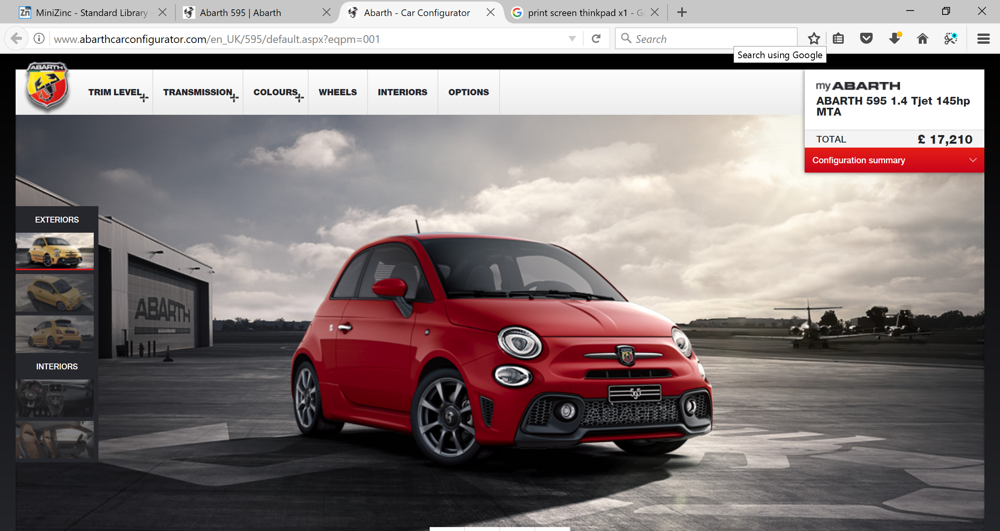 MiniZinc - Standard Library -
Abarth 595 | Abarth
Abarth - Car Configurator
print screen thinkpad x1 - Go
www.abarthcarconfigurator.com/en_UK/595/default.aspx?eqpm=001
Search
Search using Google
ABARTH
TRIM LEVEL
TRANSMISSION
COLOURS
WHEELS
INTERIORS
OPTIONS
my ABARTH
ABARTH 595 1.4 Tjet 145hp
MTA
TOTAL
£ 17,210
Configuration summary
EXTERIORS
INTERIORS
ABARTH
595
ABARTH